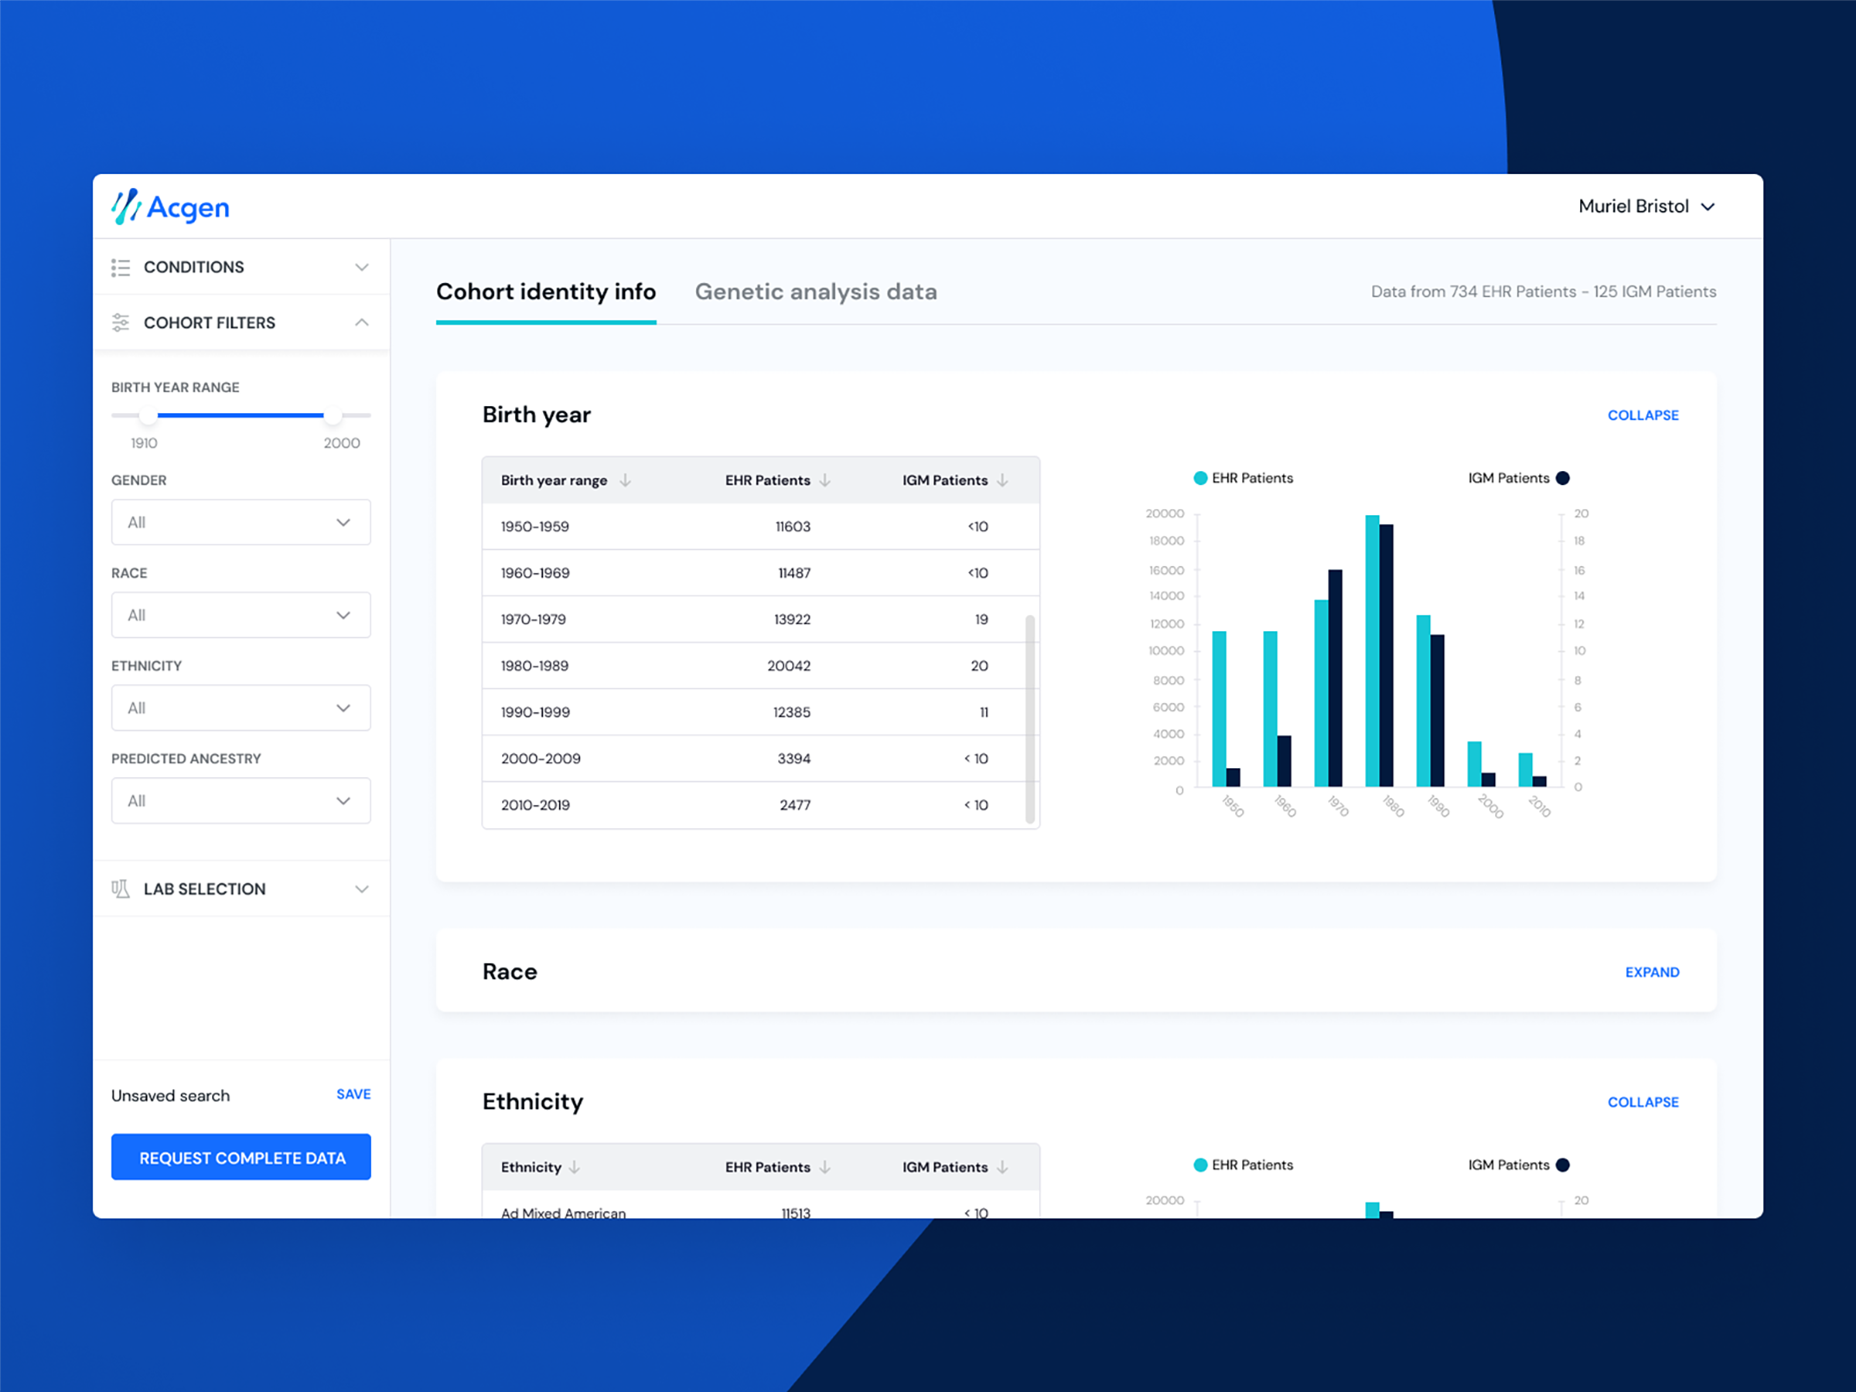 Acgen
Muriel Bristol
CONDITIONS
COHORT FILTERS
BIRTH YEAR RANGE
1910 2000
GENDER
All
RACE
All
ETHNICITY
All
PREDICTED ANCESTRY
All
LAB SELECTION
Unsaved search SAVE
REQUEST COMPLETE DATA
Cohort identity info Genetic analysis data Data from 734 EHR Patients - 125 IGM Patients
Birth year COLLAPSE
Birth year range EHR Patients IGM Patients
1950-1959 11603 <10
1960-1969 11487 <10
1970-1979 13922 19
1980-1989 20042 20
1990-1999 12385 11
2000-2009 3394 < 10
2010-2019 2477 < 10
EHR Patients IGM Patients
20000 20
18000 18
16000 16
14000 14
12000 12
10000 10
8000 8
6000 6
4000 4
2000 2
0 0
1950 1960 1970 1980 1990 2000 2010
Race EXPAND
Ethnicity COLLAPSE
Ethnicity EHR Patients IGM Patients
Ad Mixed American 11513 < 10
EHR Patients IGM Patients
20000 20